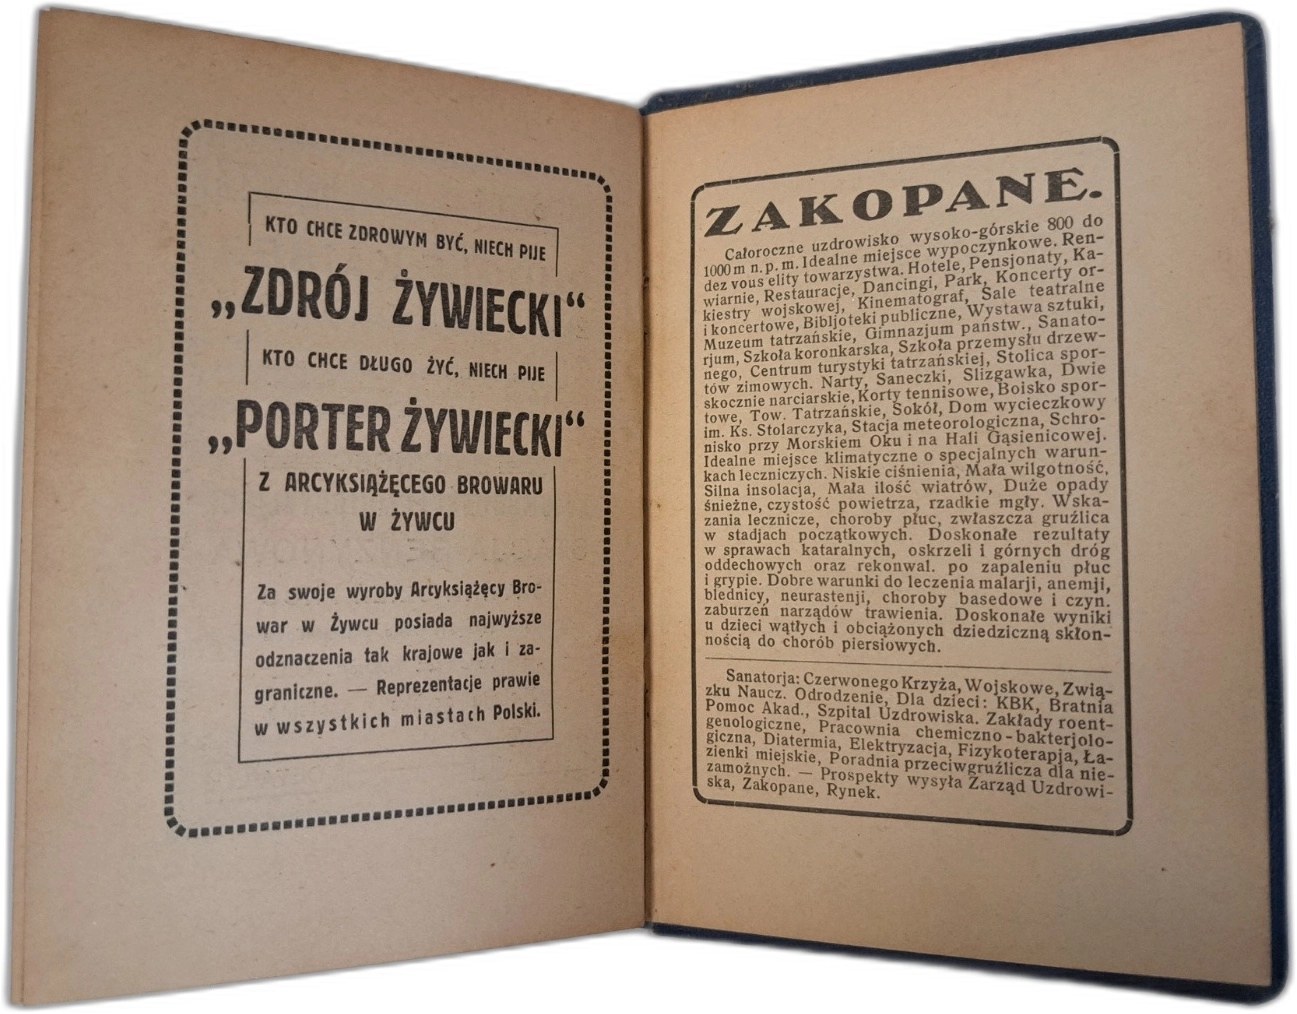 KTO CHCE ZDROWYM BYĆ, NIECH PIJE
„ZDRÓJ ŻYWIECKI“
KTO CHCE DŁUGO ŻYĆ, NIECH PIJE
„PORTER ŻYWIECKI“
Z ARCYKSIĄŻĘCEGO BROWARU
W ŻYWCU
Za swoje wyroby Arcyksiążęcy Bro-
war w Żywcu posiada najwyższe
odznaczenia tak krajowe jak i za-
graniczne. — Reprezentacje prawie
w wszystkich miastach Polski.
ZAKOPANE.
Całoroczne uzdrowisko wysoko-górskie 800 do
1000 m n. p. m. Idealne miejsce wypoczynkowe. Ren-
dez vous elity towarzystwa. Hotele, Pensjonaty, Ka-
wiarnie, Restauracje, Dancingi, Park, Koncerty or-
kiestry wojskowej, Kinematograf, Sale teatralne
i koncertowe, Bibljoteki publiczne, Wystawa sztuki,
Muzeum tatrzańskie, Gimnazjum państw., Sanato-
rjum, Szkoła koronkarska, Szkoła przemysłu drzew-
nego, Centrum turystyki tatrzańskiej, Stolica spor-
tów zimowych. Narty, Saneczki, Slizgawka, Dwie
skocznie narciarskie, Korty tennisowe, Boisko spor-
towe, Tow. Tatrzańskie, Sokół, Dom wycieczkowy
im. Ks. Stolarczyka, Stacja meteorologiczna, Schro-
nisko przy Morskiem Oku i na Hali Gąsienicowej.
Idealne miejsce klimatyczne o specjalnych warun-
kach leczniczych. Niskie ciśnienia, Mała wilgotność,
Silna insolacja, Mała ilość wiatrów, Duże opady
śnieżne, czystość powietrza, rzadkie mgły. Wska-
zania lecznicze, choroby płuc, zwłaszcza gruźlica
w stadjach początkowych. Doskonałe rezultaty
w sprawach kataralnych, oskrzeli i górnych dróg
oddechowych oraz rekonwal. po zapaleniu płuc
i grypie. Dobre warunki do leczenia malarji, anemji,
blednicy, neurastenji, choroby basedowe i czyn.
zaburzeń narządów trawienia. Doskonałe wyniki
u dzieci wątłych i obciążonych dziedziczną skłon-
nością do chorób piersiowych.
Sanatorja: Czerwonego Krzyża, Wojskowe, Zwią-
zku Naucz. Odrodzenie, Dla dzieci: KBK, Bratnia
Pomoc Akad., Szpital Uzdrowiska. Zakłady roent-
genologiczne, Pracownia chemiczno-bakterjolo-
giczna, Diatermia, Elektryzacja, Fizykoterapja, Ła-
zienki miejskie, Poradnia przeciwgruźlicza dla nie-
zamożnych. — Prospekty wysyła Zarząd Uzdrowi-
ska, Zakopane, Rynek.